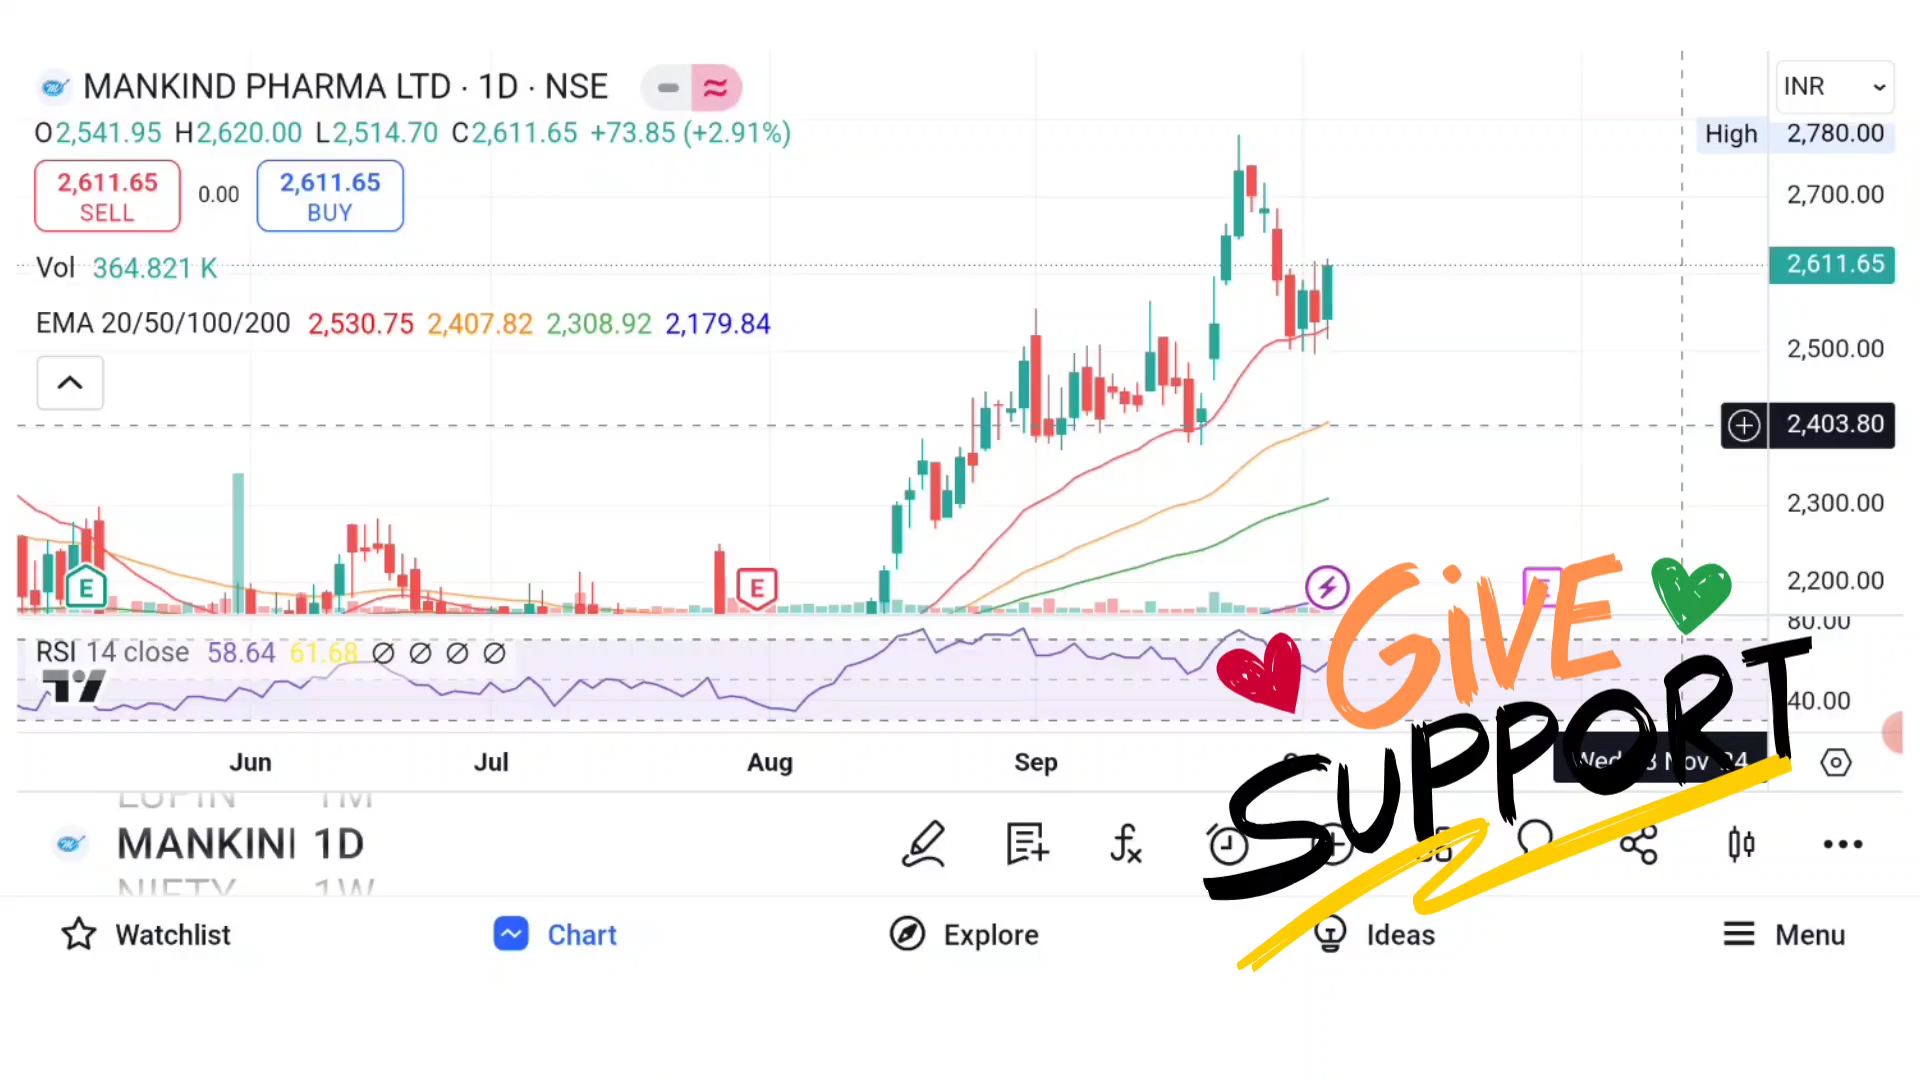 MANKIND PHARMA LTD · 1D · NSE
INR
O2,541.95 H2,620.00 L2,514.70 C2,611.65 +73.85 (+2.91%)
High 2,780.00
2,611.65
SELL
0.00
2,611.65
BUY
2,700.00
Vol 364.821 K
2,611.65
EMA 20/50/100/200 2,530.75 2,407.82 2,308.92 2,179.84
2,500.00
2,403.80
2,300.00
E
E
E
2,200.00
GiVE
SUPPORT
80.00
RSI 14 close 58.64 61.68 Ø Ø Ø Ø
40.00
Jun Jul Aug Sep
LUPIN 1M
MANKIN 1D
NIFTY 1W
Watchlist
Chart
Explore
Ideas
Menu